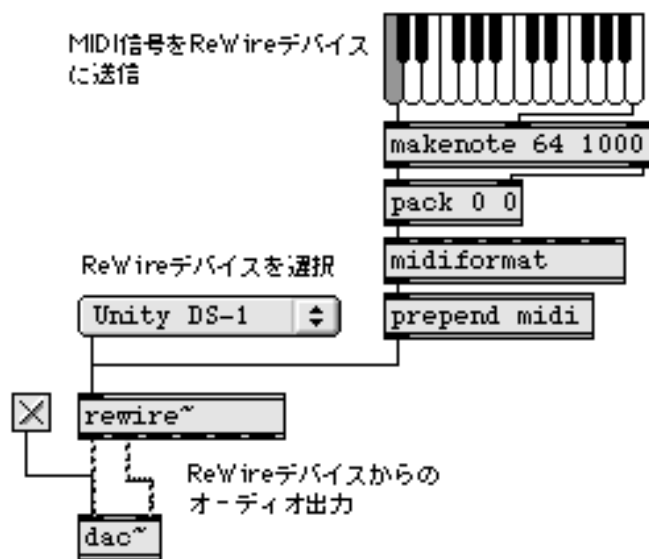 MIDI信号をReWireデバイス
に送信
makenote 64 1000
pack 0 0
midiformat
ReWireデバイスを選択
Unity DS-1
prepend midi
rewire~
ReWireデバイスからの
オーディオ出力
dac~